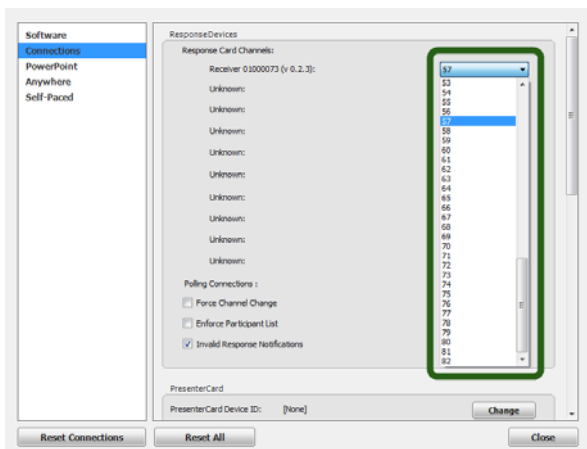 Software
Connections
PowerPoint
Anywhere
Self-Paced
ResponseDevices
Response Card Channels:
Receiver 01000073 (v 0.2.3):
57
Unknown:
Unknown:
Unknown:
Unknown:
Unknown:
Unknown:
Unknown:
Unknown:
Unknown:
53
54
55
56
57
58
59
60
61
62
63
64
65
66
67
68
69
70
71
72
73
74
75
76
77
78
79
80
81
82
Polling Connections :
Force Channel Change
Enforce Participant List
Invalid Response Notifications
PresenterCard
PresenterCard Device ID: [None]
Change
Reset Connections
Reset All
Close